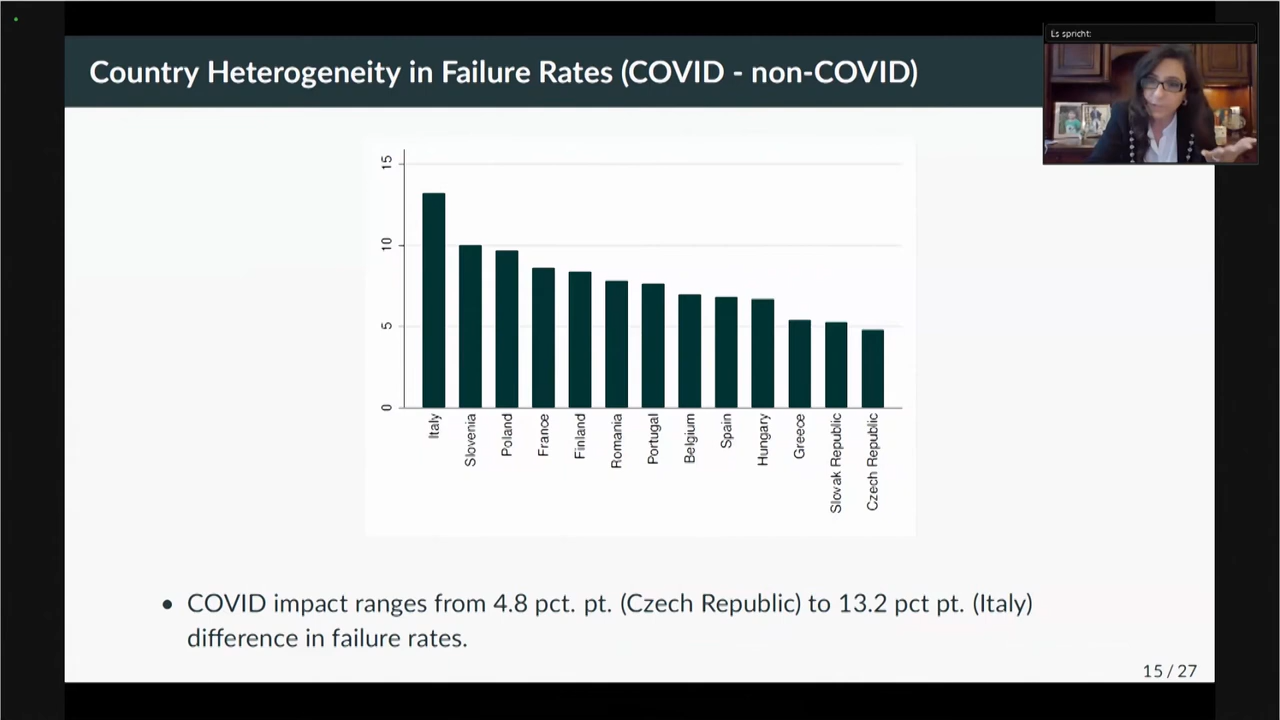 Country Heterogeneity in Failure Rates (COVID - non-COVID)
Es spricht:
15
10
5
0
Italy
Slovenia
Poland
France
Finland
Romania
Portugal
Belgium
Spain
Hungary
Greece
Slovak Republic
Czech Republic
• COVID impact ranges from 4.8 pct. pt. (Czech Republic) to 13.2 pct pt. (Italy)
difference in failure rates.
15 / 27